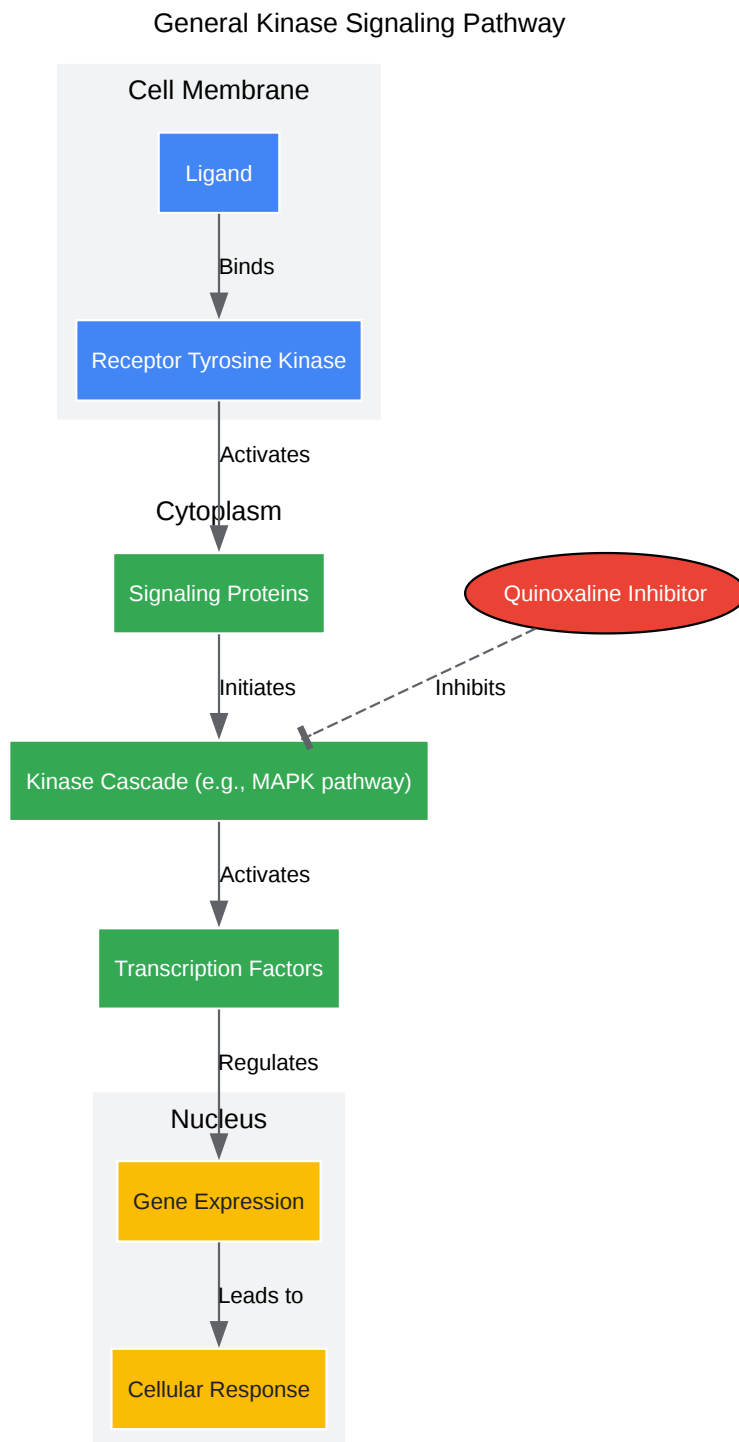 General Kinase Signaling Pathway
Cell Membrane
Ligand
Binds
Receptor Tyrosine Kinase
Activates
Cytoplasm
Signaling Proteins
Quinoxaline Inhibitor
Initiates
Inhibits
Kinase Cascade (e.g., MAPK pathway)
Activates
Transcription Factors
Regulates
Nucleus
Gene Expression
Leads to
Cellular Response